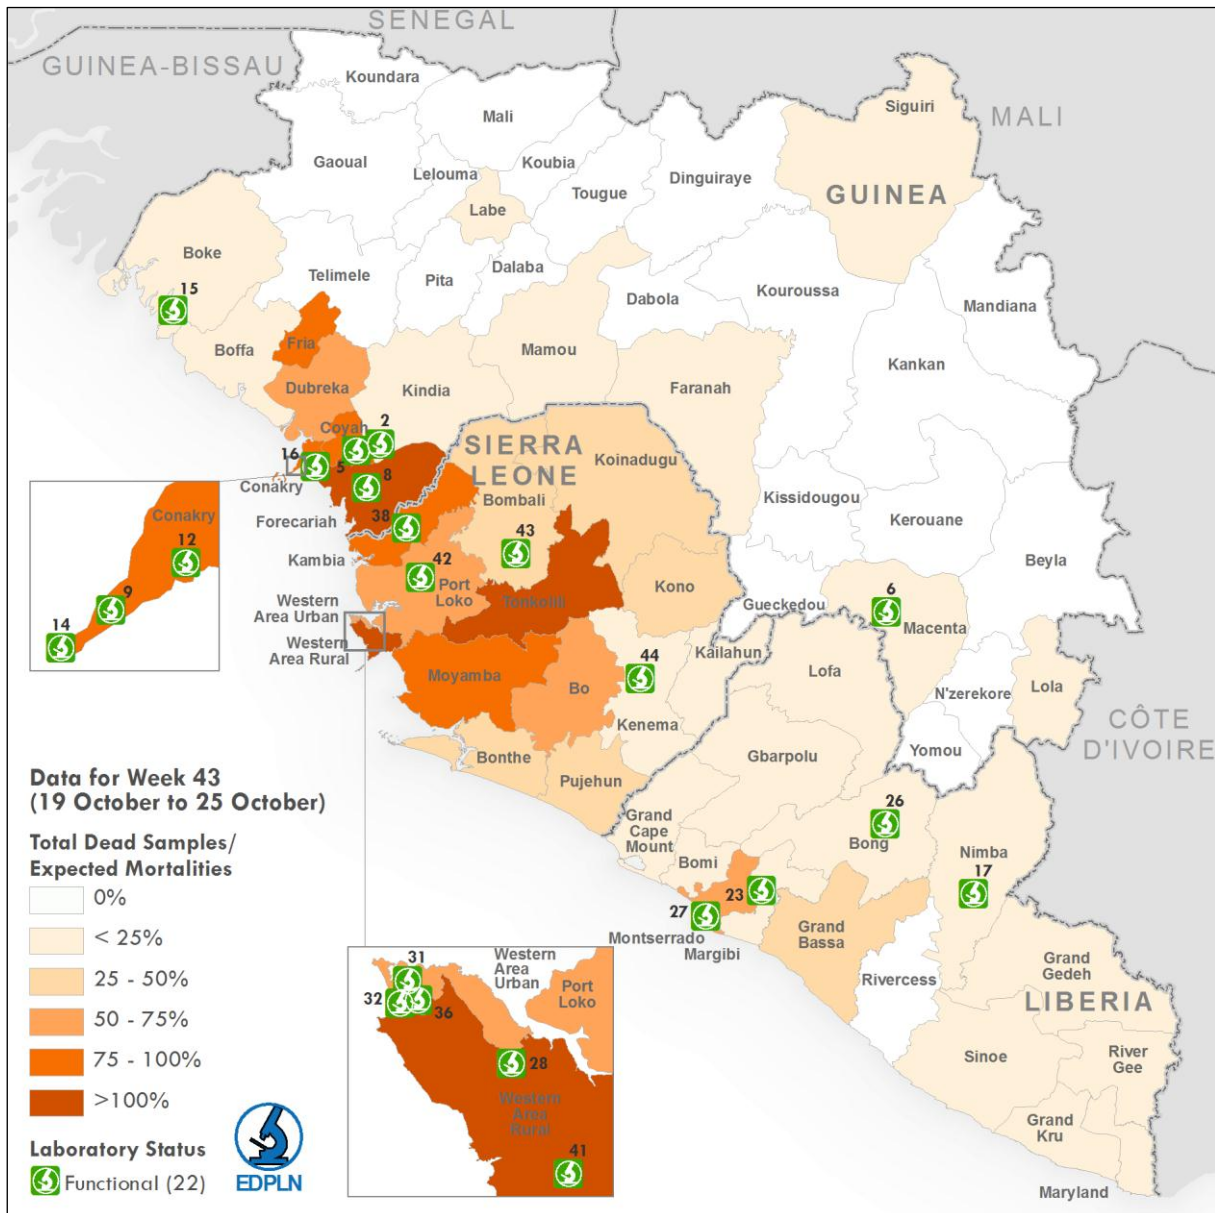 SENEGAL
GUINEA-BISSAU
Koundara
Mali
Siguiri
MALI
Gaoual
Koubia
Lelouma
Tougue
Dinguiraye
GUINEA
Labe
Boke
Telimele
Pita
Dalaba
Dabola
Kouroussa
Mandiana
15
Boffa
Fria
Mamou
Kankan
Dubreka
Kindia
Faranah
Coyah
2
16
5
8
SIERRA
LEONE
Koinadugu
Conakry
Bombali
Kissidougou
Kerouane
Forecariah
38
43
Beyla
Kambia
42
Port
Loko
Kono
Tonkolili
Gueckedou
6
Macenta
Western
Area Urban
Western
Area Rural
Conakry
12
9
14
Kailahun
44
Moyamba
Bo
Lofa
N'zerekore
Lola
Kenema
CÔTE
D'IVOIRE
Bonthe
Pujehun
Gbarpolu
Yomou
Grand
Cape
Mount
26
Bong
Nimba
17
Bomi
23
27
Montserrado
Margibi
Grand
Bassa
Rivercess
Grand
Gedeh
LIBERIA
Sinoe
River
Gee
Grand
Kru
Maryland
Data for Week 43
(19 October to 25 October)
Total Dead Samples/
Expected Mortalities
0%
< 25%
25 - 50%
50 - 75%
75 - 100%
>100%
Laboratory Status
Functional (22)
EDPLN
31
Western
Area
Urban
Port
Loko
32
36
28
Western
Area
Rural
41